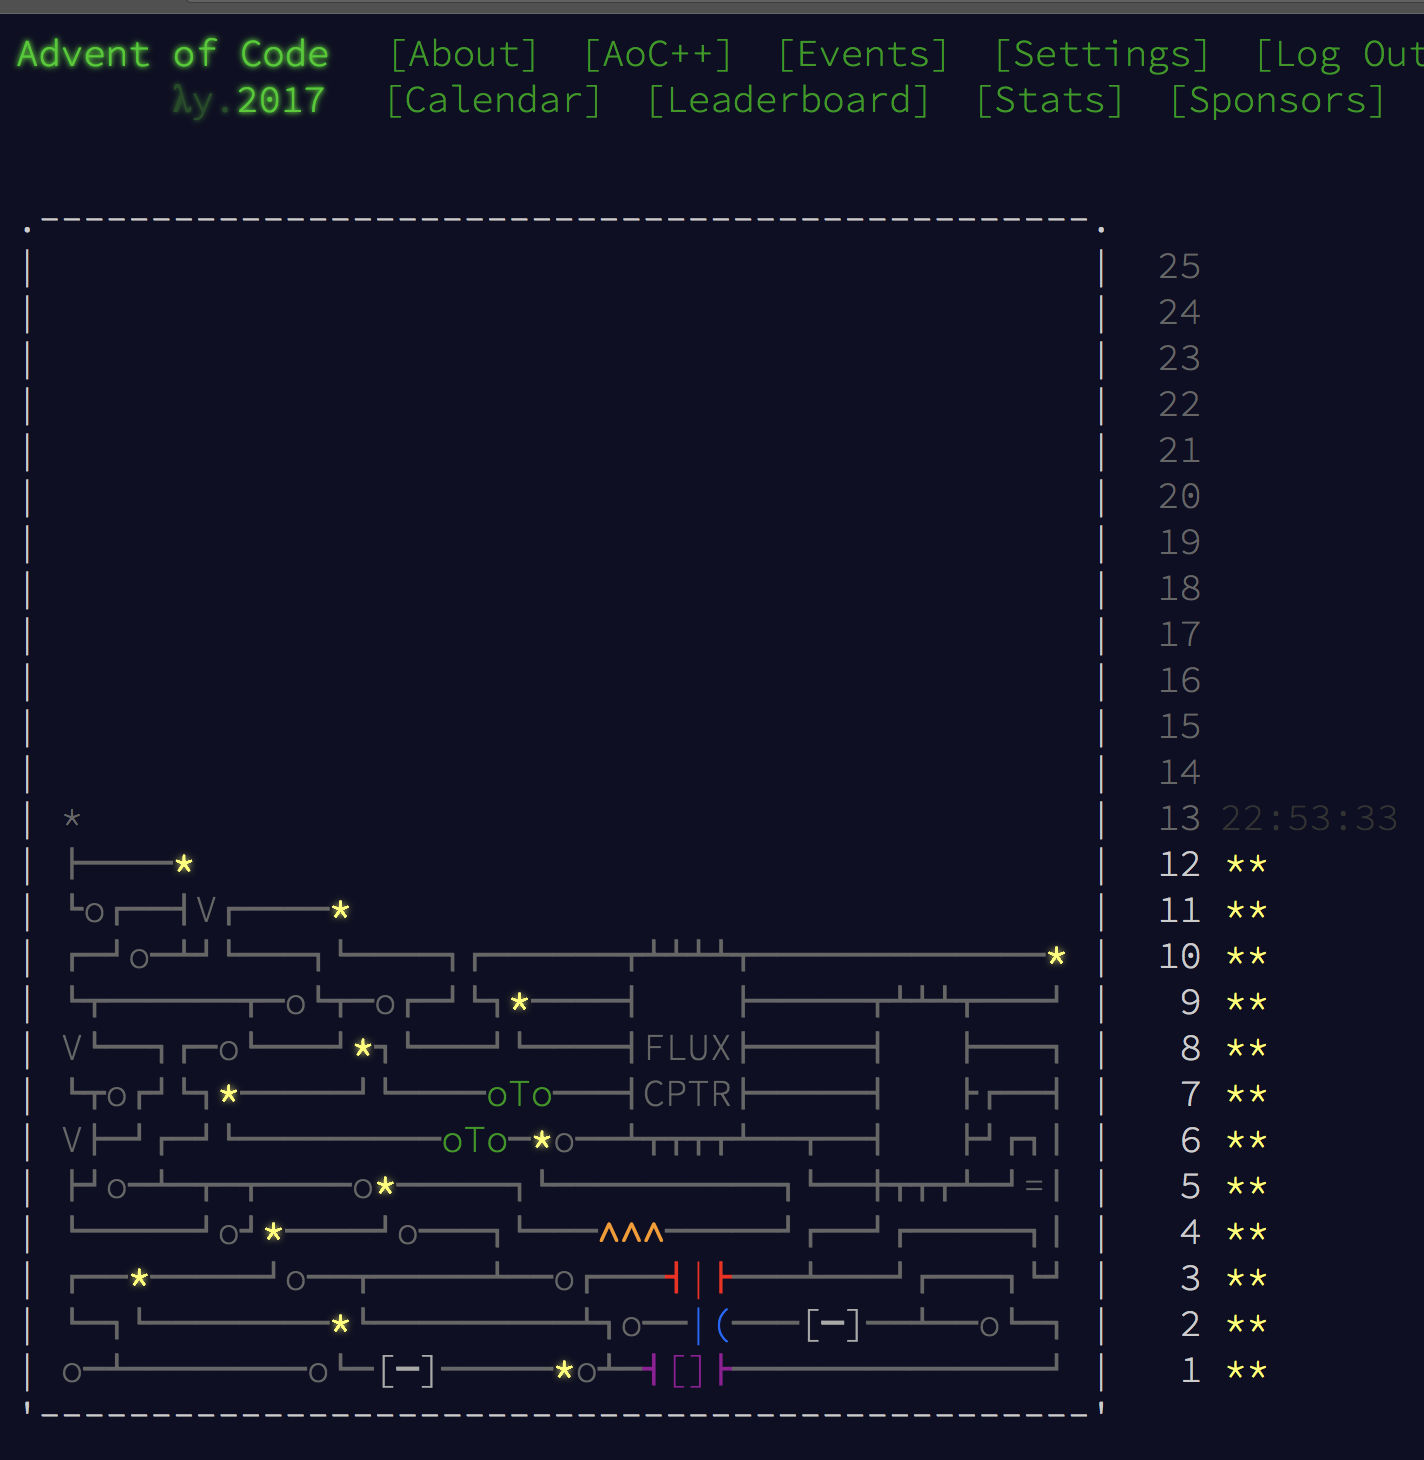 Advent of Code [About] [AoC++] [Events] [Settings] [Log Out
λy.2017 [Calendar] [Leaderboard] [Stats] [Sponsors]
25
24
23
22
21
20
19
18
17
16
15
14
* 13 22:53:33
* 12 **
o V * 11 **
o * 10 **
o o * 9 **
V o * FLUX 8 **
o * oTo CPTR 7 **
V oTo * o 6 **
o o * = 5 **
o * o ^^^ 4 **
* o o | 3 **
* o |( [-] o 2 **
o o [-] * o [] 1 **